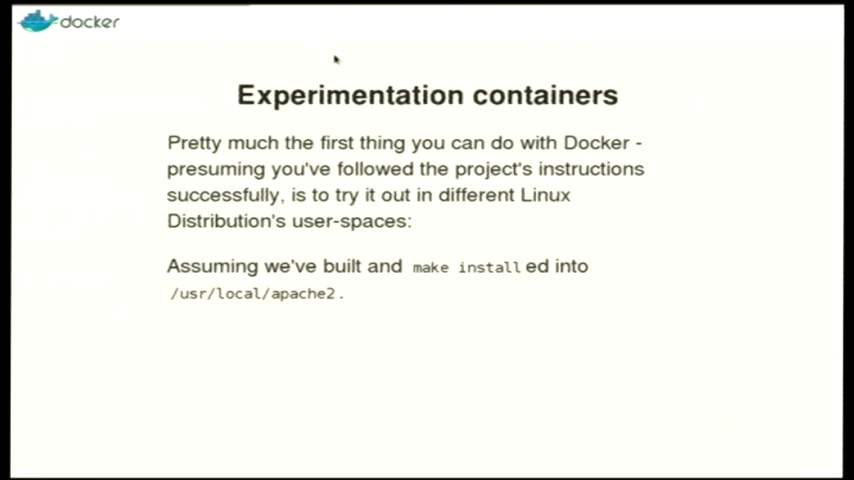 docker
Experimentation containers
Pretty much the first thing you can do with Docker -
presuming you've followed the project's instructions
successfully, is to try it out in different Linux
Distribution's user-spaces:
Assuming we've built and make installed into
/usr/local/apache2.